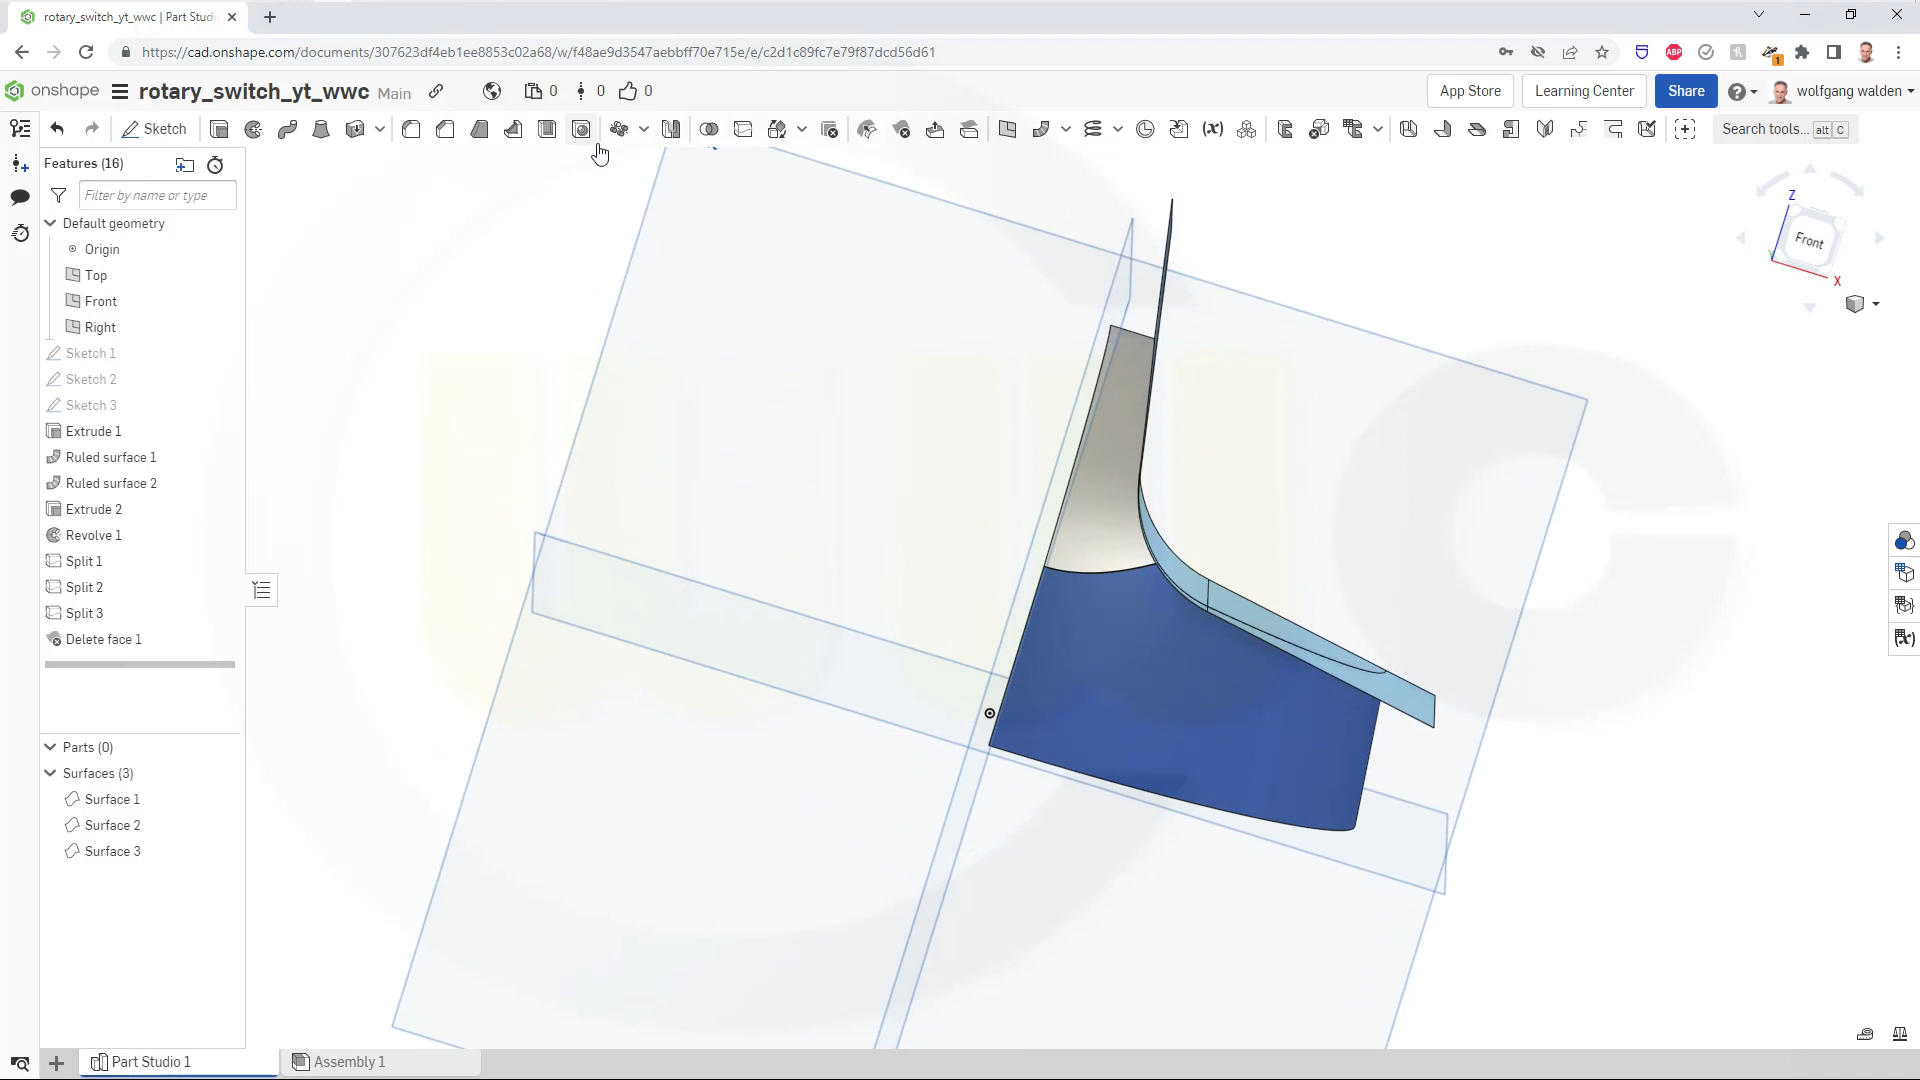 rotary_switch_yt_wwc | Part Studi
https://cad.onshape.com/documents/307623df4eb1ee8853c02a68/w/f48ae9d3547aebbff70e715e/e/c2d1c89fc7e79f87dcd56d61
onshape rotary_switch_yt_wwc Main 0 0 0 App Store Learning Center Share wolfgang walden
Sketch Search tools... alt C
Features (16)
Filter by name or type
Default geometry
Origin
Top
Front
Right
Sketch 1
Sketch 2
Sketch 3
Extrude 1
Ruled surface 1
Ruled surface 2
Extrude 2
Revolve 1
Split 1
Split 2
Split 3
Delete face 1
Parts (0)
Surfaces (3)
Surface 1
Surface 2
Surface 3
Z
Front
X
Part Studio 1
Assembly 1